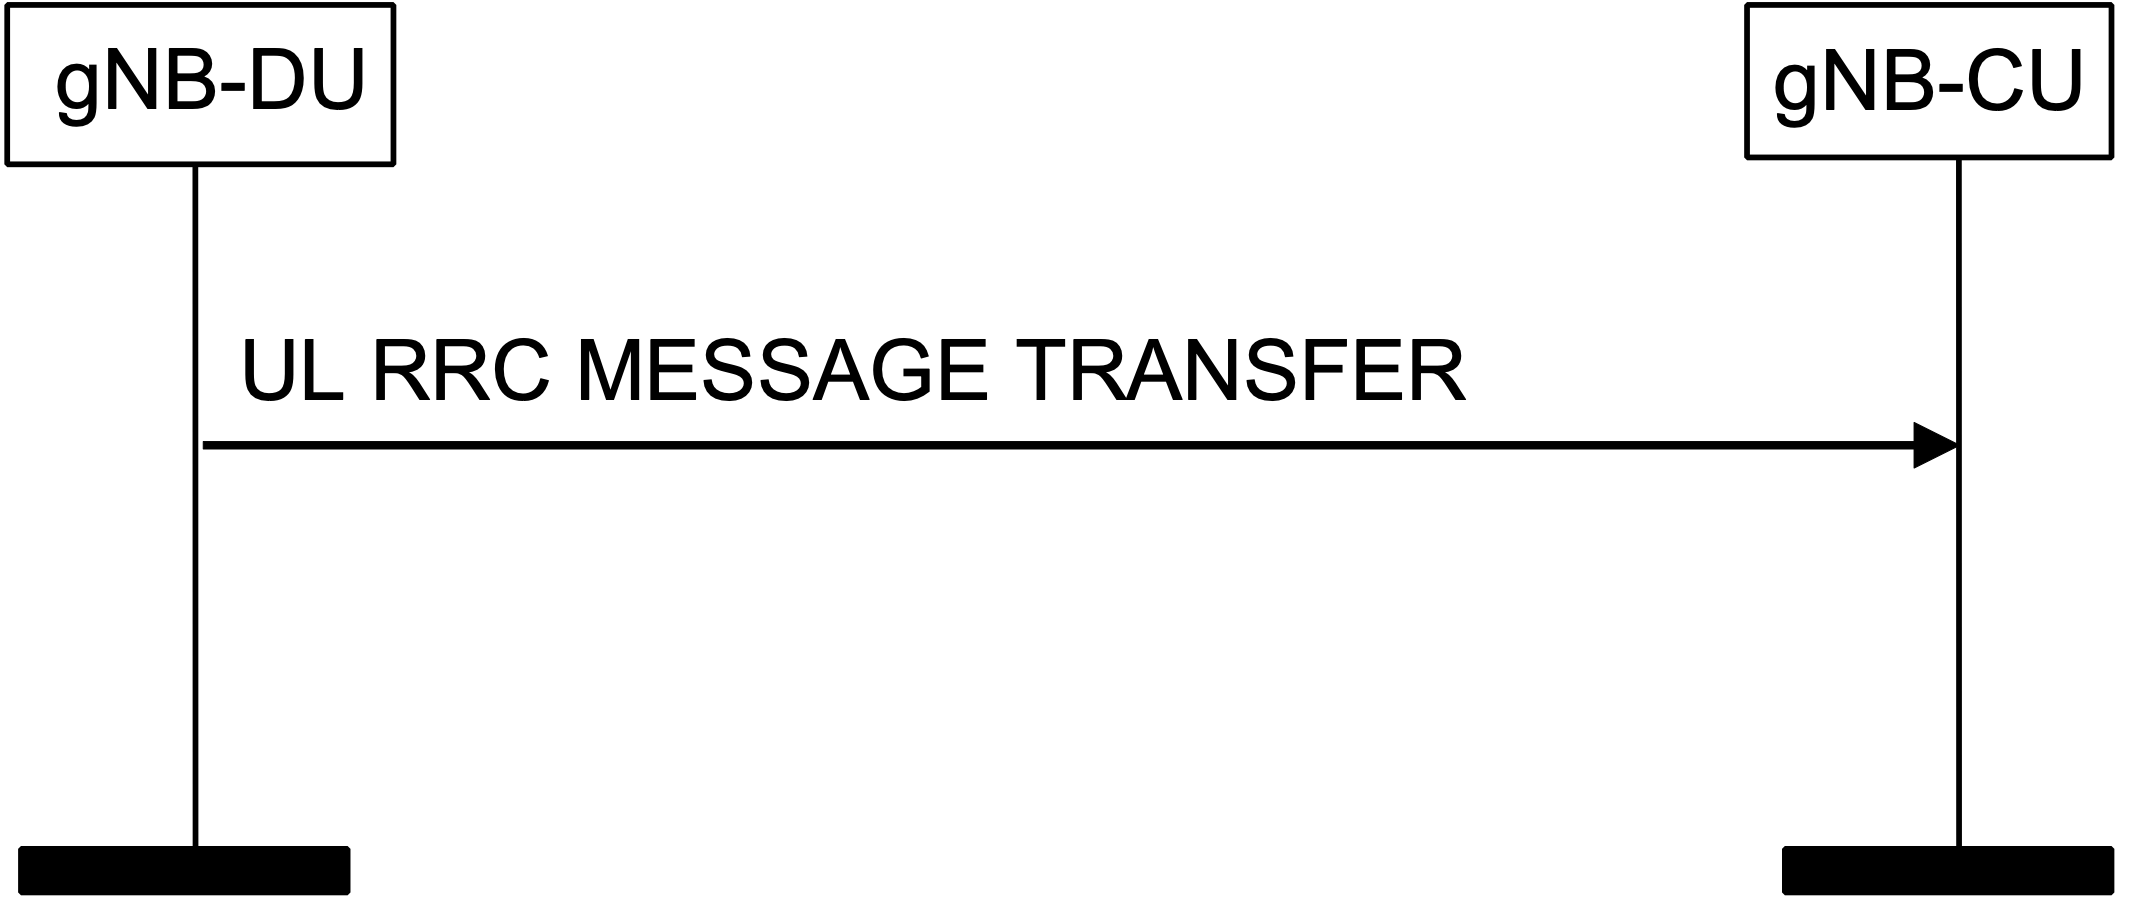 gNB-DU
gNB-CU
UL RRC MESSAGE TRANSFER